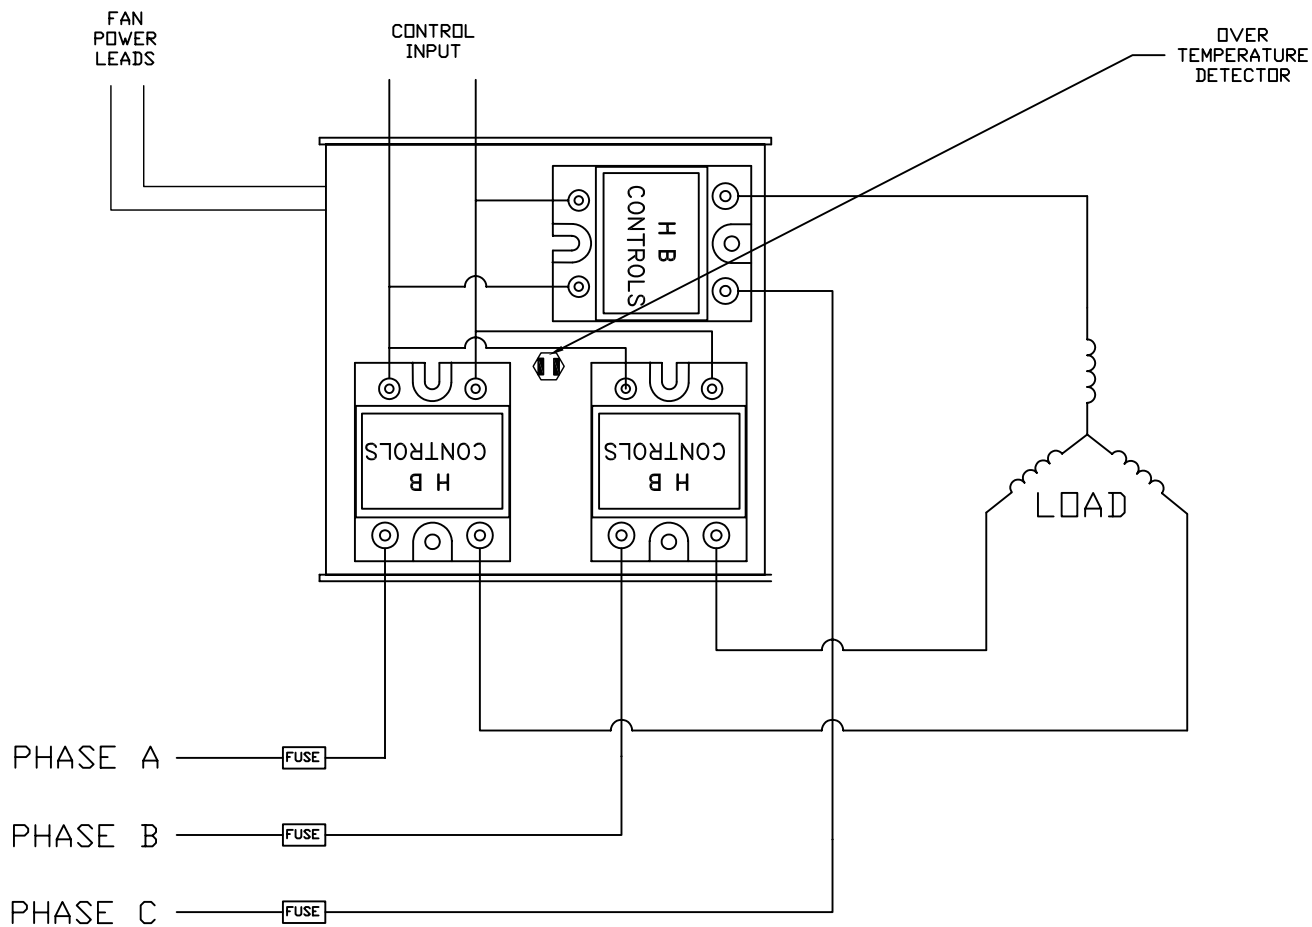 FAN
POWER
LEADS
CONTROL
INPUT
OVER
TEMPERATURE
DETECTOR
H B
CONTROLS
CONTROLS
H B
CONTROLS
H B
LOAD
PHASE A
FUSE
PHASE B
FUSE
PHASE C
FUSE